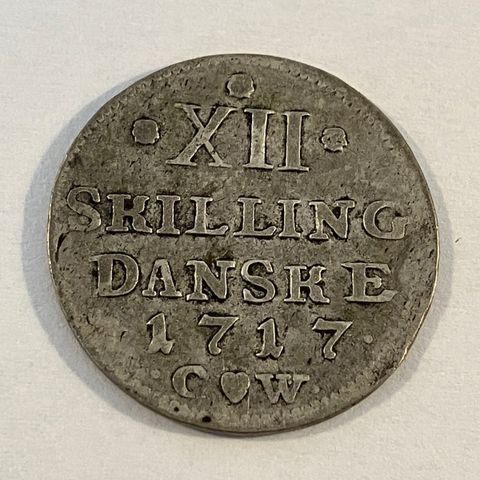 XII
SKILLING
DANSKE
1717
C♥W